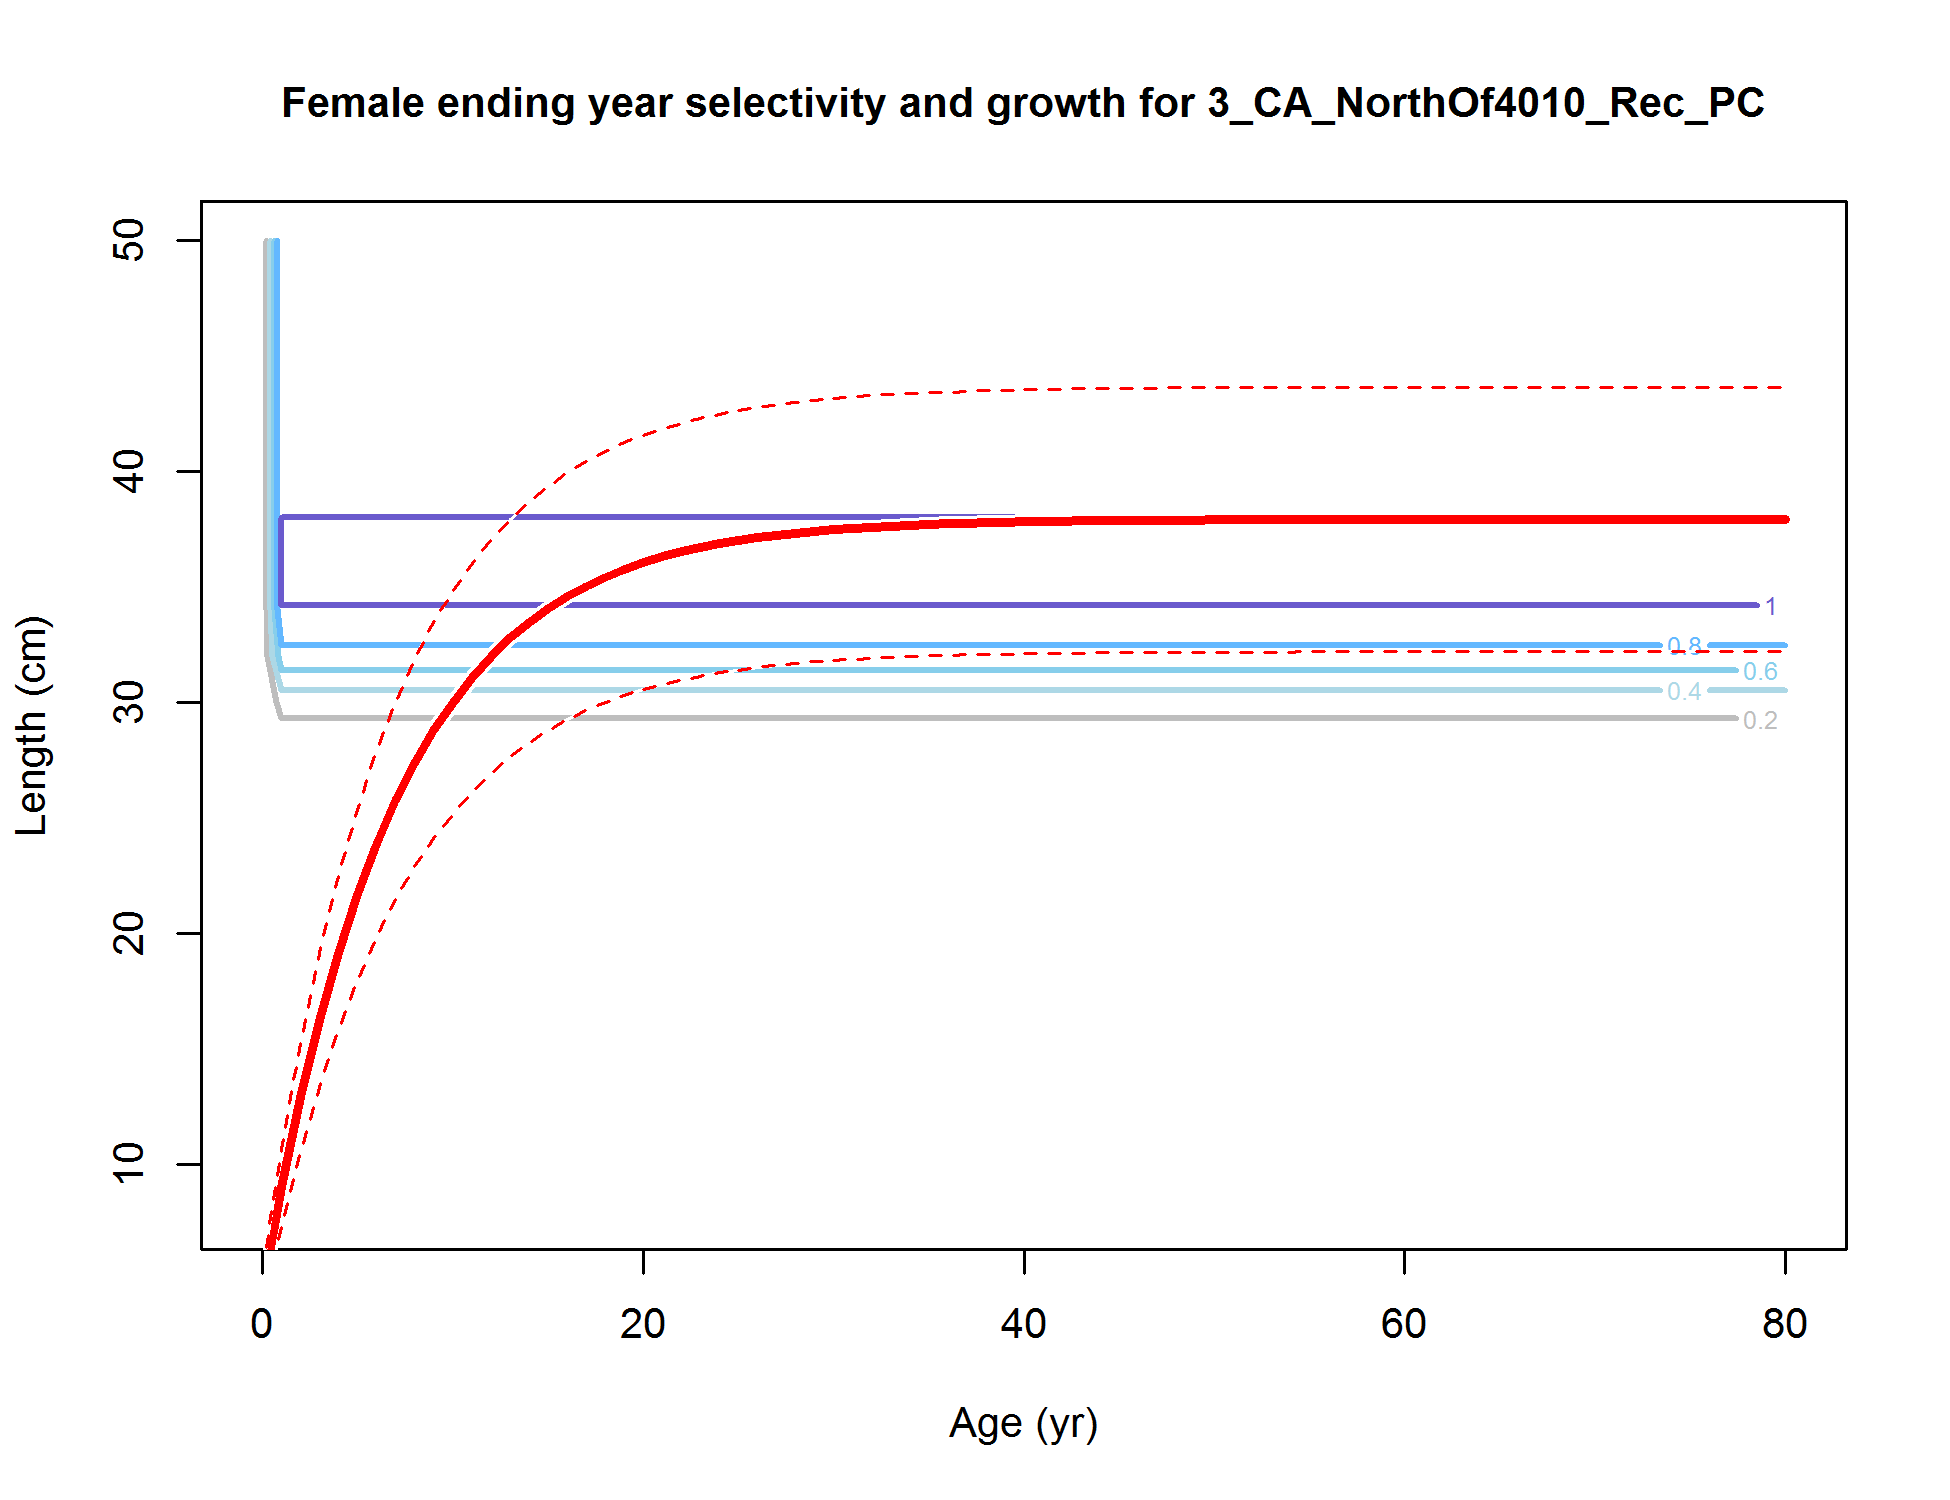 Female ending year selectivity and growth for 3_CA_NorthOf4010_Rec_PC
50
40
30
20
10
Length (cm)
1
0.8
0.6
0.4
0.2
0 20 40 60 80
Age (yr)